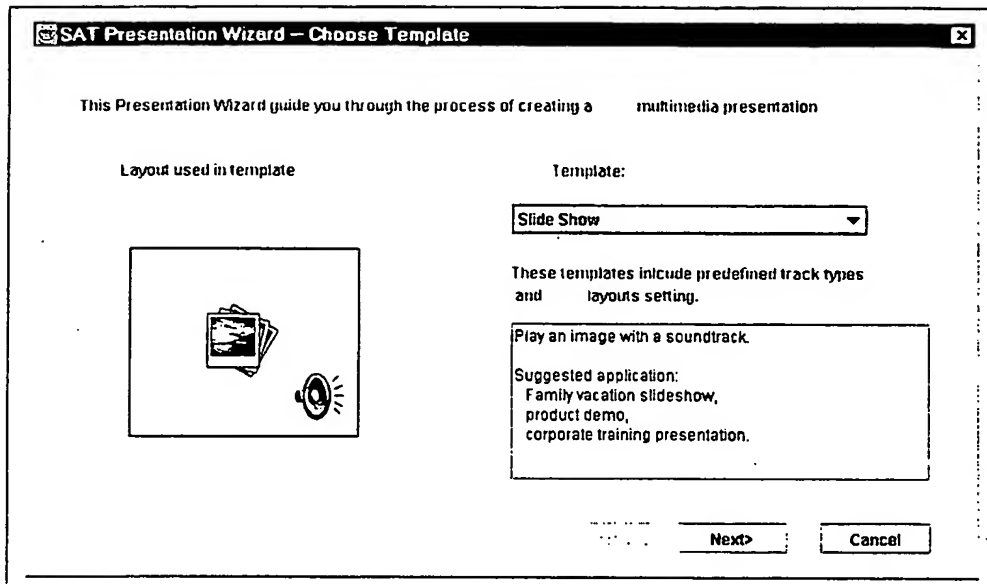 SAT Presentation Wizard – Choose Template
This Presentation Wizard guide you through the process of creating a multimedia presentation
Layout used in template
Template:
Slide Show
These templates inlcude predefined track types
and layouts setting.
Play an image with a soundtrack.
Suggested application:
Family vacation slideshow,
product demo,
corporate training presentation.
Next>
Cancel